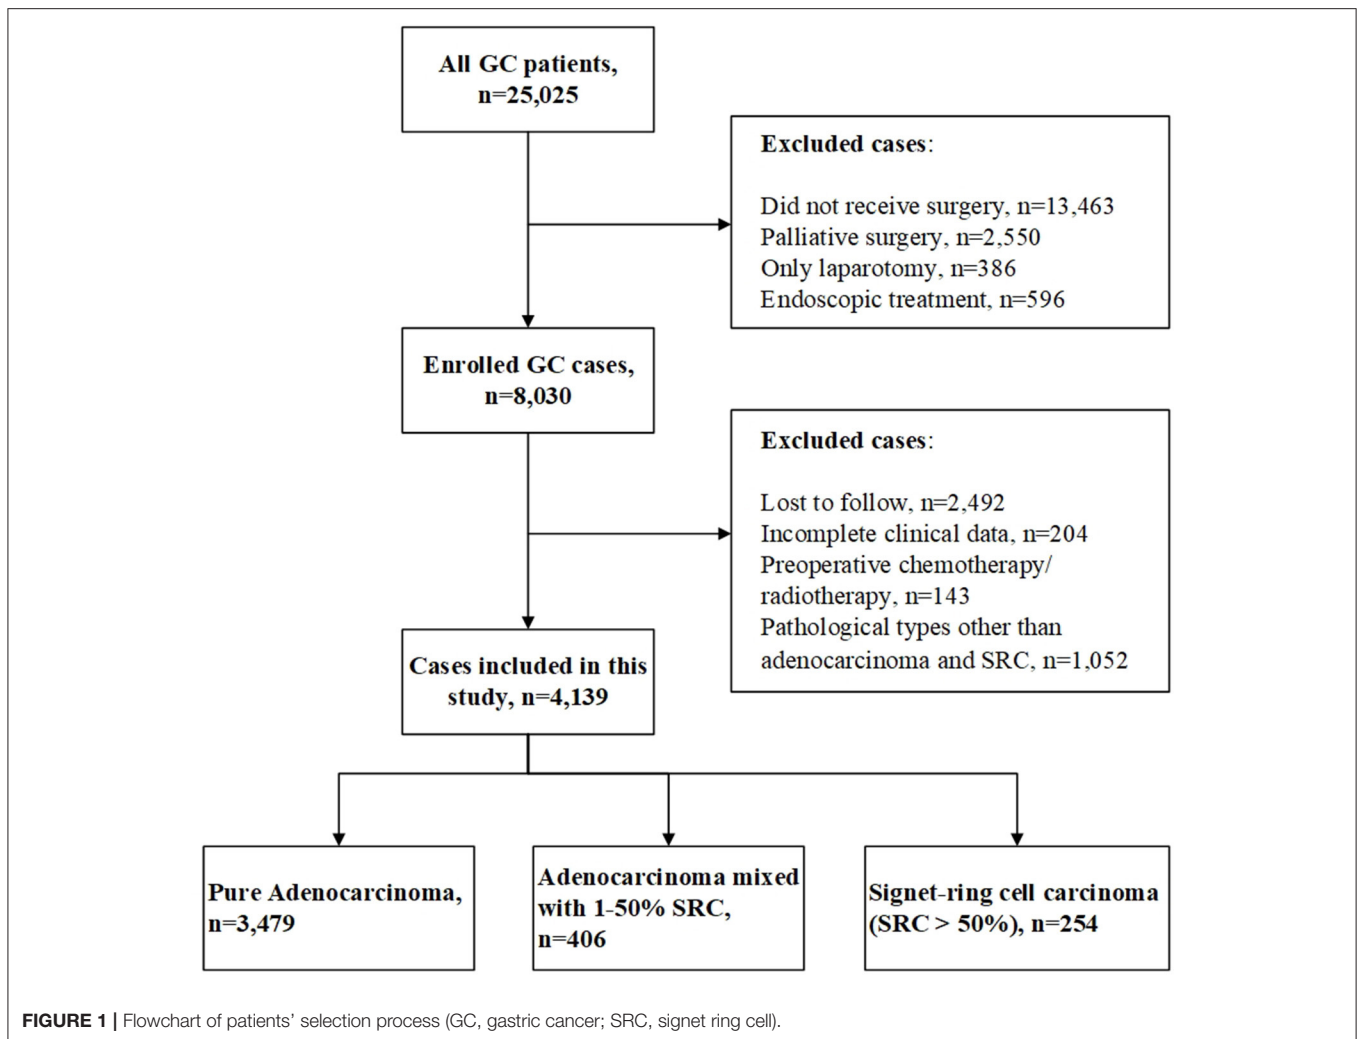 All GC patients,
n=25,025
Excluded cases:
Did not receive surgery, n=13,463
Palliative surgery, n=2,550
Only laparotomy, n=386
Endoscopic treatment, n=596
Enrolled GC cases,
n=8,030
Excluded cases:
Lost to follow, n=2,492
Incomplete clinical data, n=204
Preoperative chemotherapy/
radiotherapy, n=143
Pathological types other than
adenocarcinoma and SRC, n=1,052
Cases included in this
study, n=4,139
Pure Adenocarcinoma,
n=3,479
Adenocarcinoma mixed
with 1-50% SRC,
n=406
Signet-ring cell carcinoma
(SRC > 50%), n=254
FIGURE 1 | Flowchart of patients' selection process (GC, gastric cancer; SRC, signet ring cell).